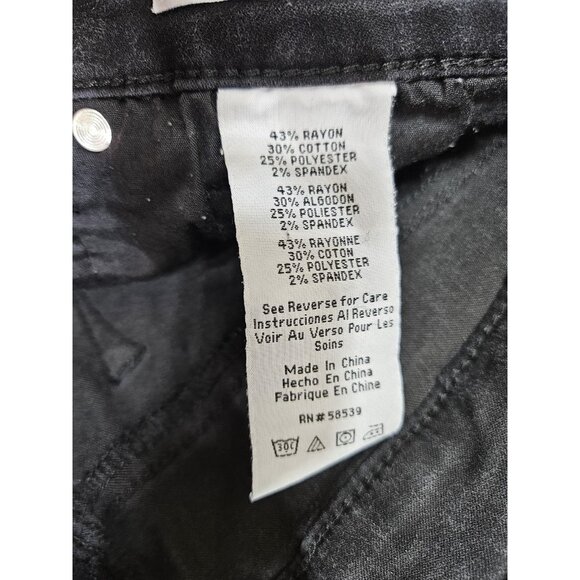 43% RAYON
30% COTTON
25% POLYESTER
2% SPANDEX
43% RAYON
30% ALGODON
25% POLIESTER
2% SPANDEX
43% RAYONNE
30% COTON
25% POLYESTER
2% SPANDEX
See Reverse for Care
Instrucciones Al Reverso
Voir Au Verso Pour Les
Soins
Made In China
Hecho En China
Fabrique En Chine
RN# 58539
30C